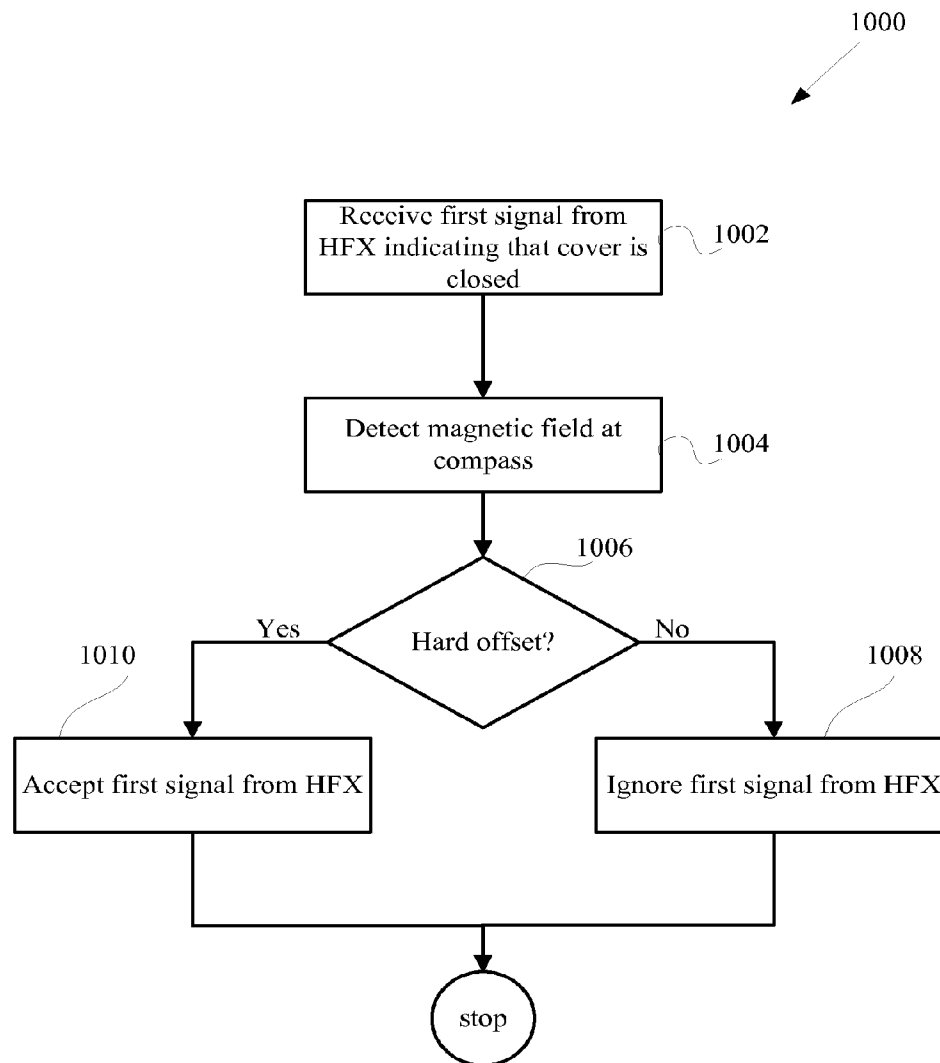 1000
Receive first signal from
HFX indicating that cover is
closed
1002
Detect magnetic field at
compass
1004
1006
Yes
Hard offset?
No
1010
1008
Accept first signal from HFX
Ignore first signal from HFX
stop